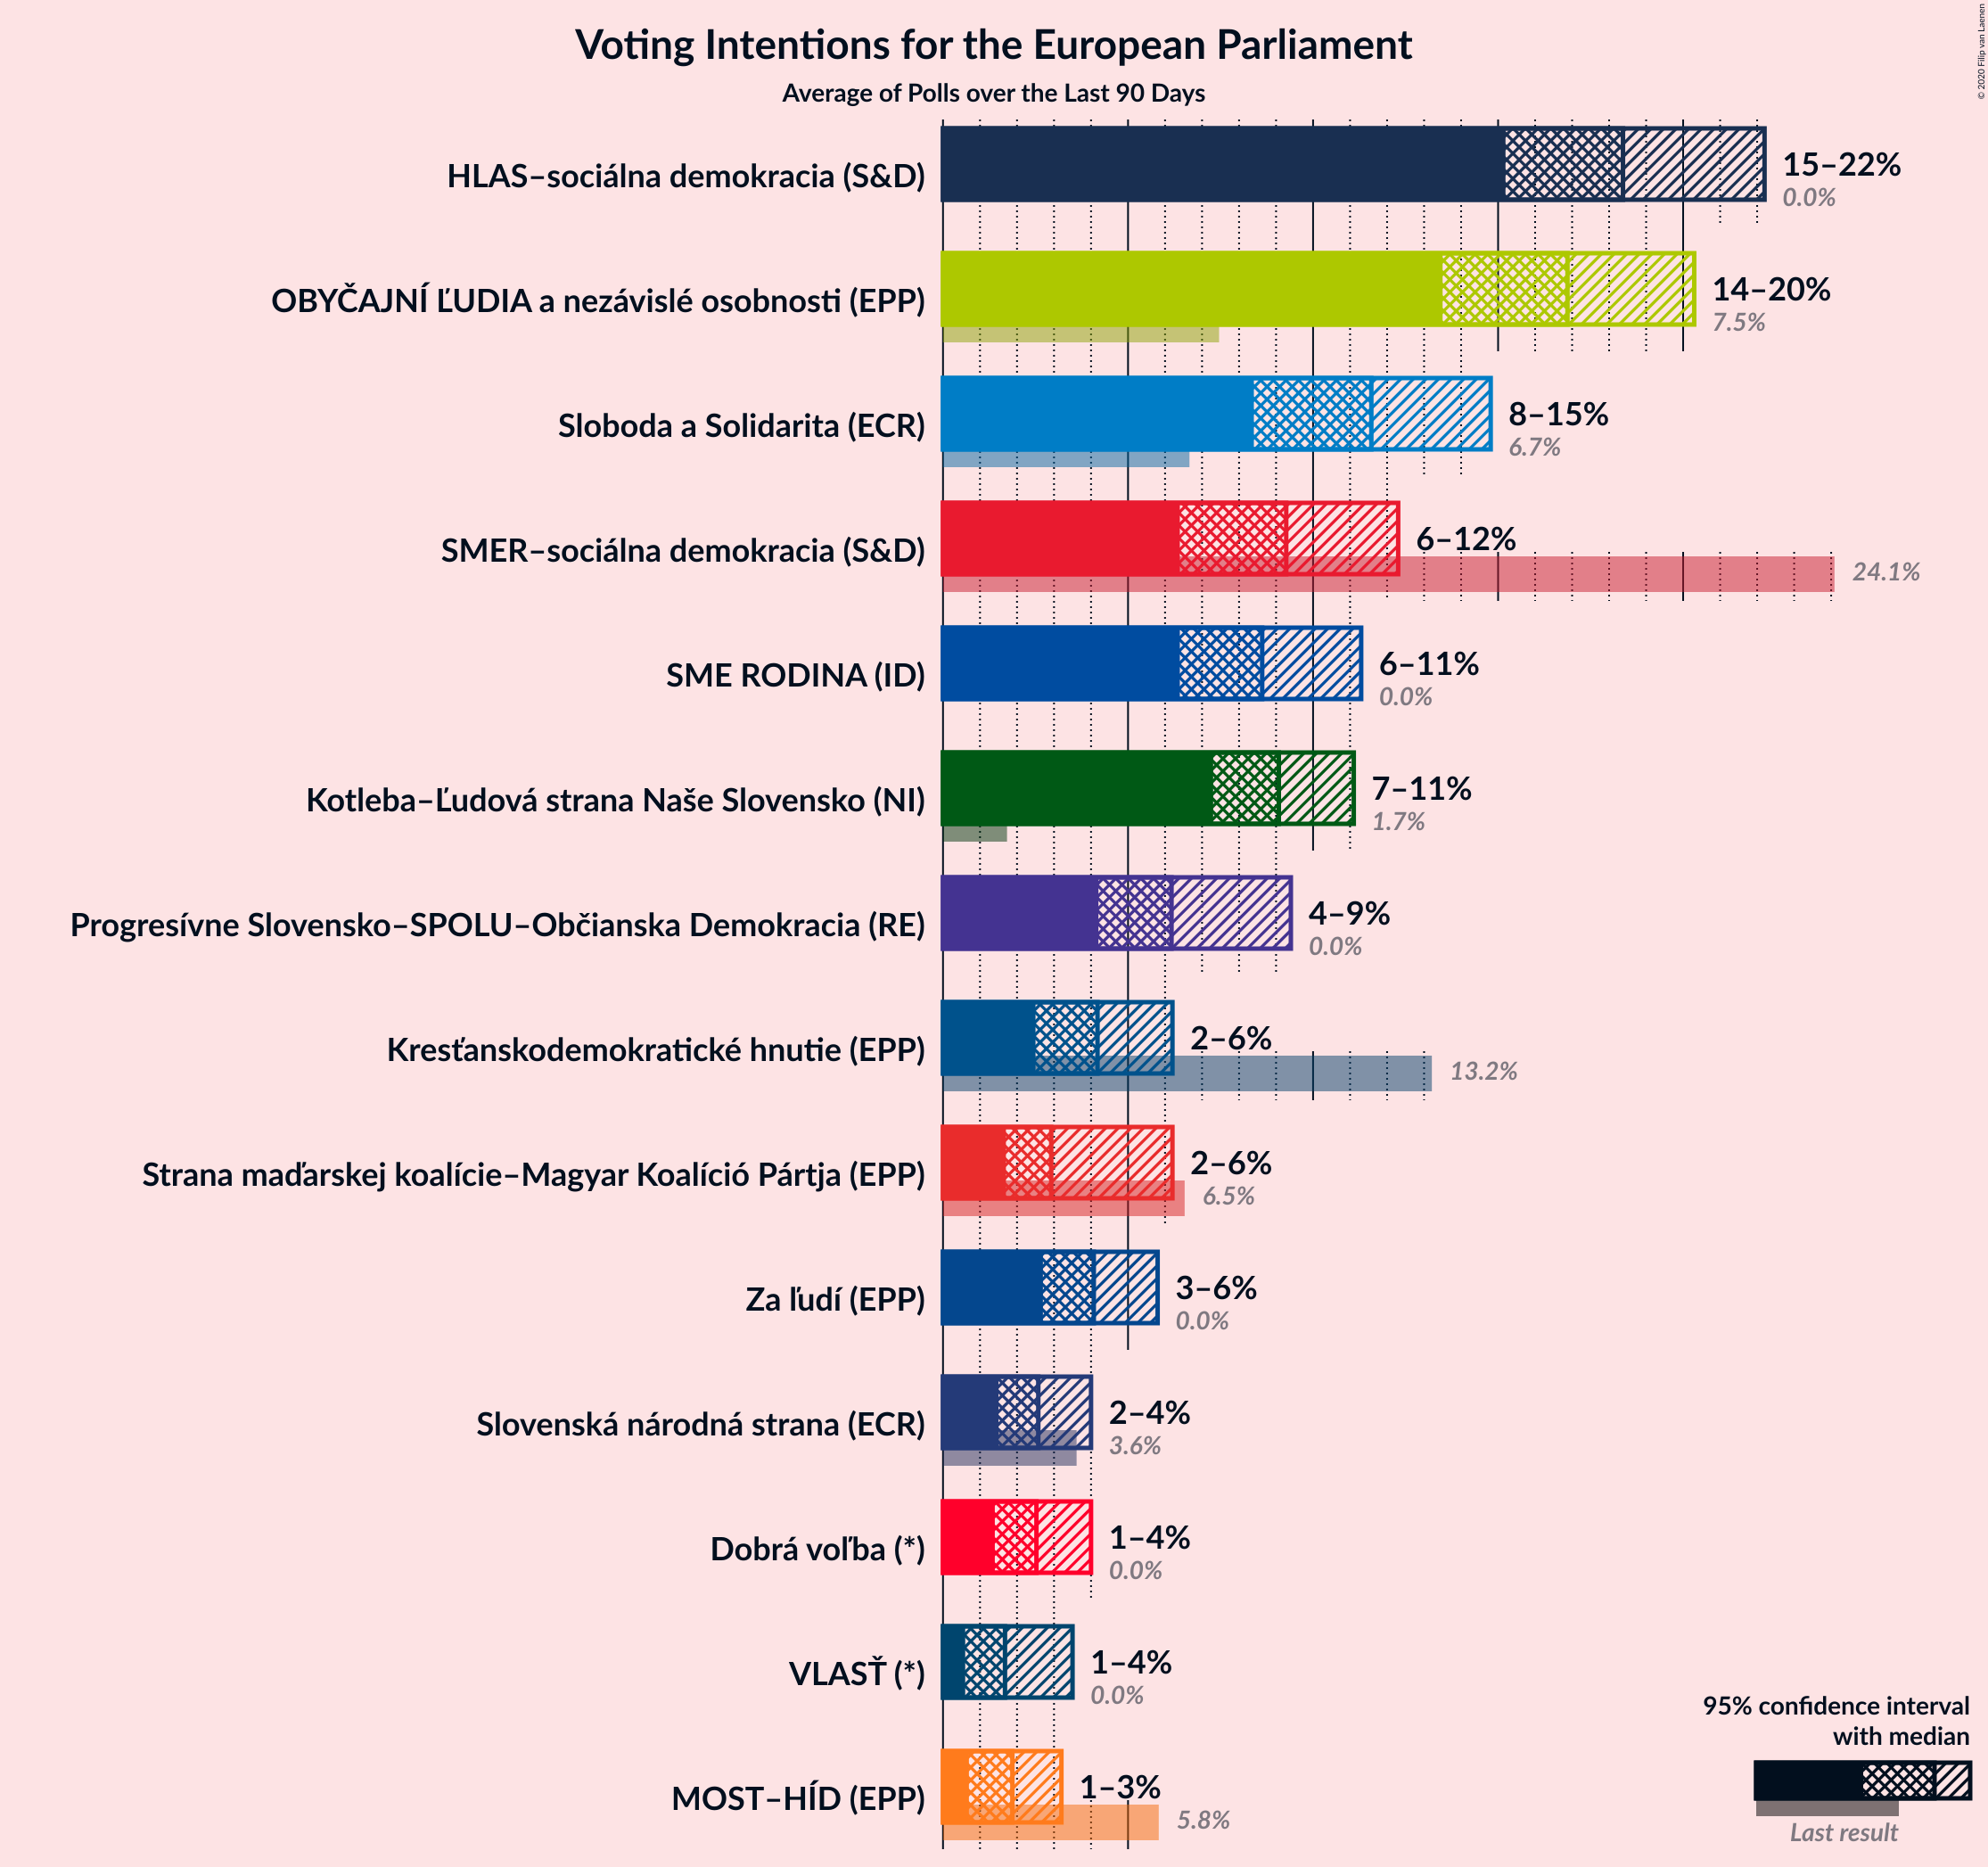 Voting Intentions for the European Parliament
Average of Polls over the Last 90 Days
© 2020 Filip van Laenen
HLAS–sociálna demokracia (S&D)
15–22%
0.0%
OBYČAJNÍ ĽUDIA a nezávislé osobnosti (EPP)
14–20%
7.5%
Sloboda a Solidarita (ECR)
8–15%
6.7%
SMER–sociálna demokracia (S&D)
6–12%
24.1%
SME RODINA (ID)
6–11%
0.0%
Kotleba–Ľudová strana Naše Slovensko (NI)
7–11%
1.7%
Progresívne Slovensko–SPOLU–Občianska Demokracia (RE)
4–9%
0.0%
Kresťanskodemokratické hnutie (EPP)
2–6%
13.2%
Strana maďarskej koalície–Magyar Koalíció Pártja (EPP)
2–6%
6.5%
Za ľudí (EPP)
3–6%
0.0%
Slovenská národná strana (ECR)
2–4%
3.6%
Dobrá voľba (*)
1–4%
0.0%
VLASŤ (*)
1–4%
0.0%
MOST–HÍD (EPP)
1–3%
5.8%
95% confidence interval
with median
Last result